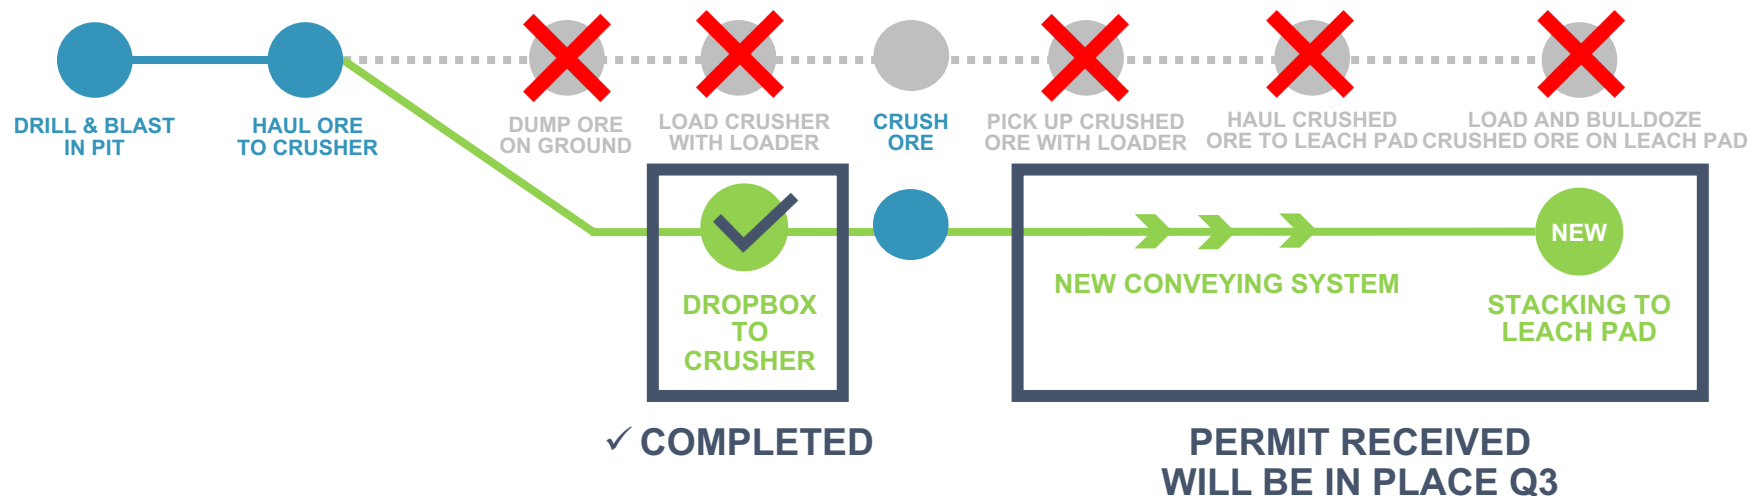 DRILL & BLAST
IN PIT
HAUL ORE
TO CRUSHER
DUMP ORE
ON GROUND
LOAD CRUSHER
WITH LOADER
CRUSH
ORE
PICK UP CRUSHED
ORE WITH LOADER
HAUL CRUSHED
ORE TO LEACH PAD
LOAD AND BULLDOZE
CRUSHED ORE ON LEACH PAD
DROPBOX
TO
CRUSHER
NEW CONVEYING SYSTEM
NEW
STACKING TO
LEACH PAD
✓ COMPLETED
PERMIT RECEIVED
WILL BE IN PLACE Q3